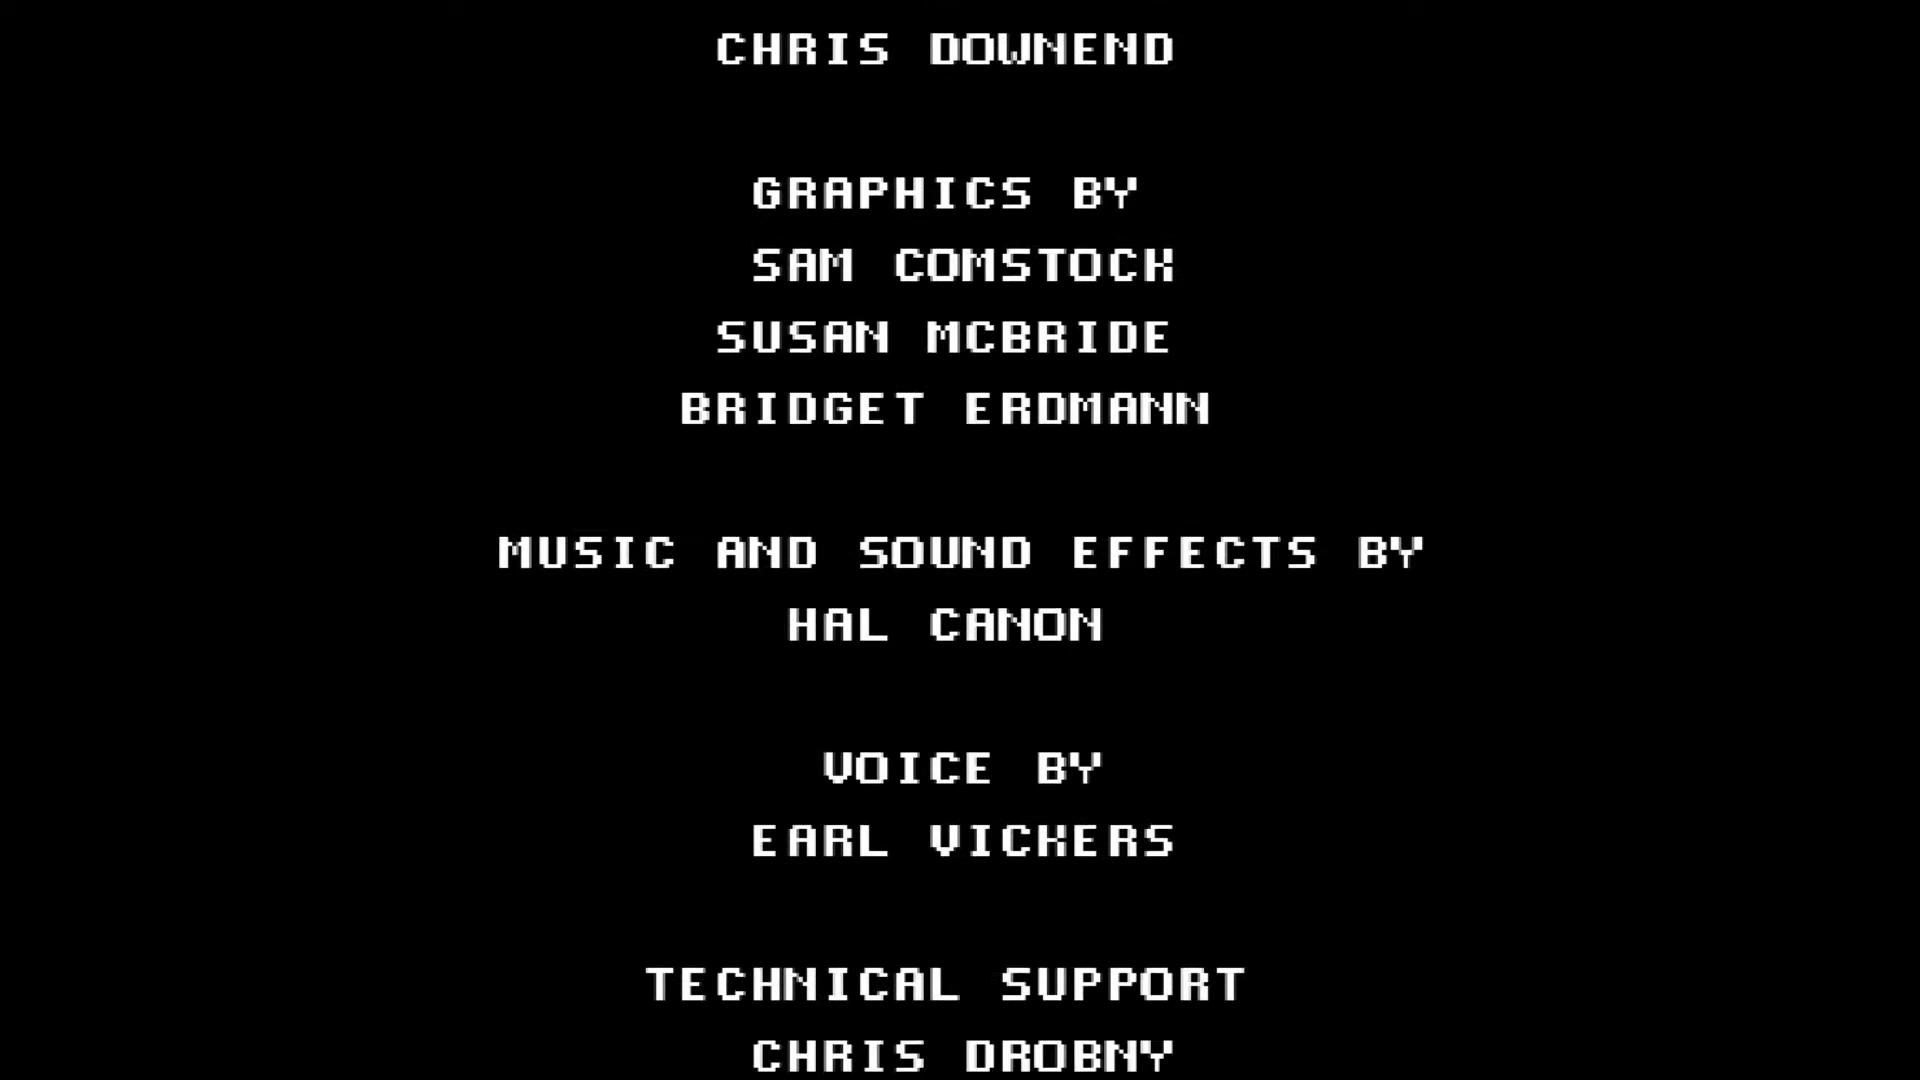 CHRIS DOWNEND
GRAPHICS BY
SAM COMSTOCK
SUSAN MCBRIDE
BRIDGET ERDMANN
MUSIC AND SOUND EFFECTS BY
HAL CANON
VOICE BY
EARL VICKERS
TECHNICAL SUPPORT
CHRIS DROBNY